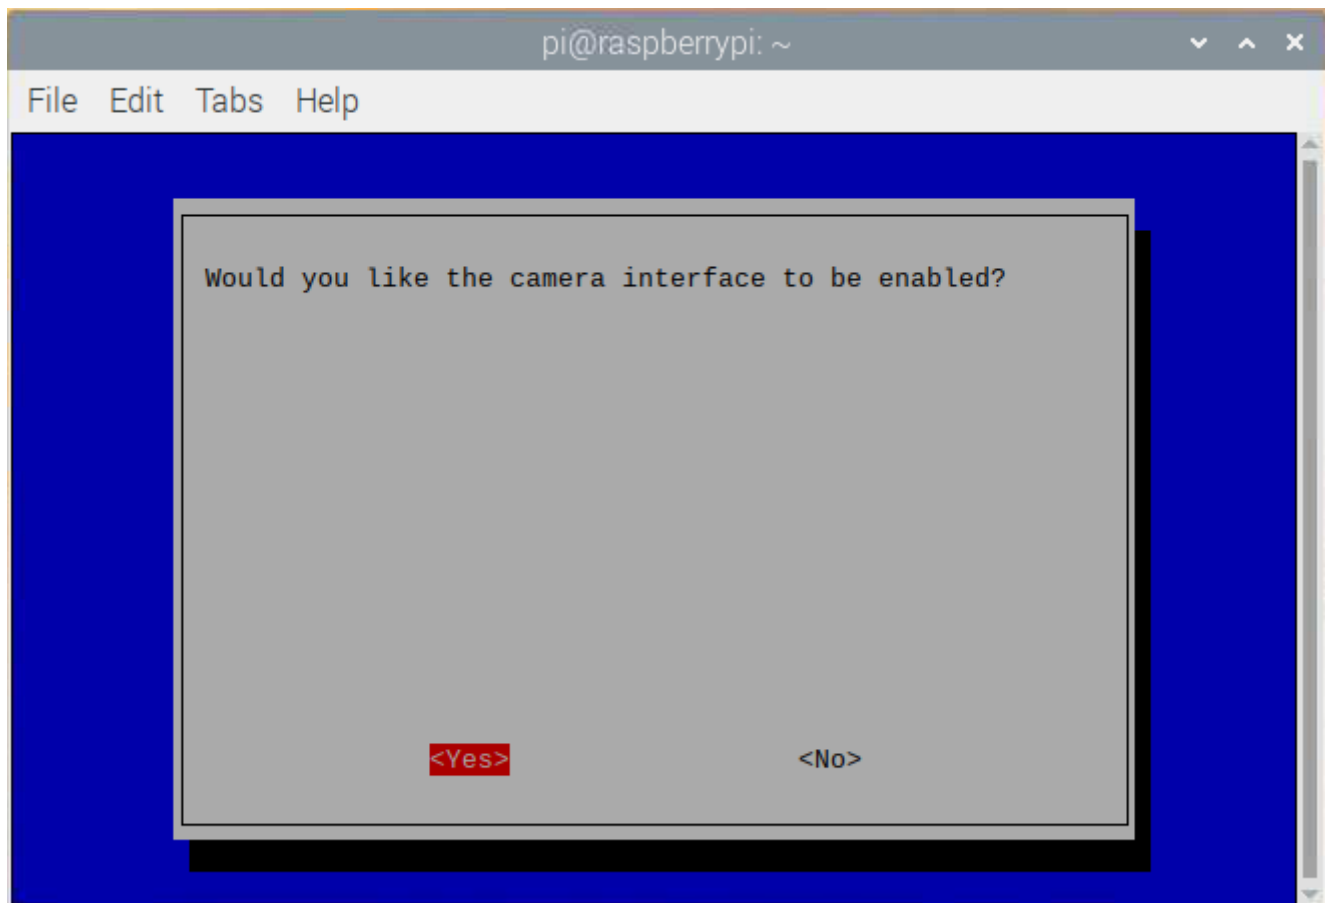 pi@raspberrypi: ~
File Edit Tabs Help
Would you like the camera interface to be enabled?
<Yes> <No>